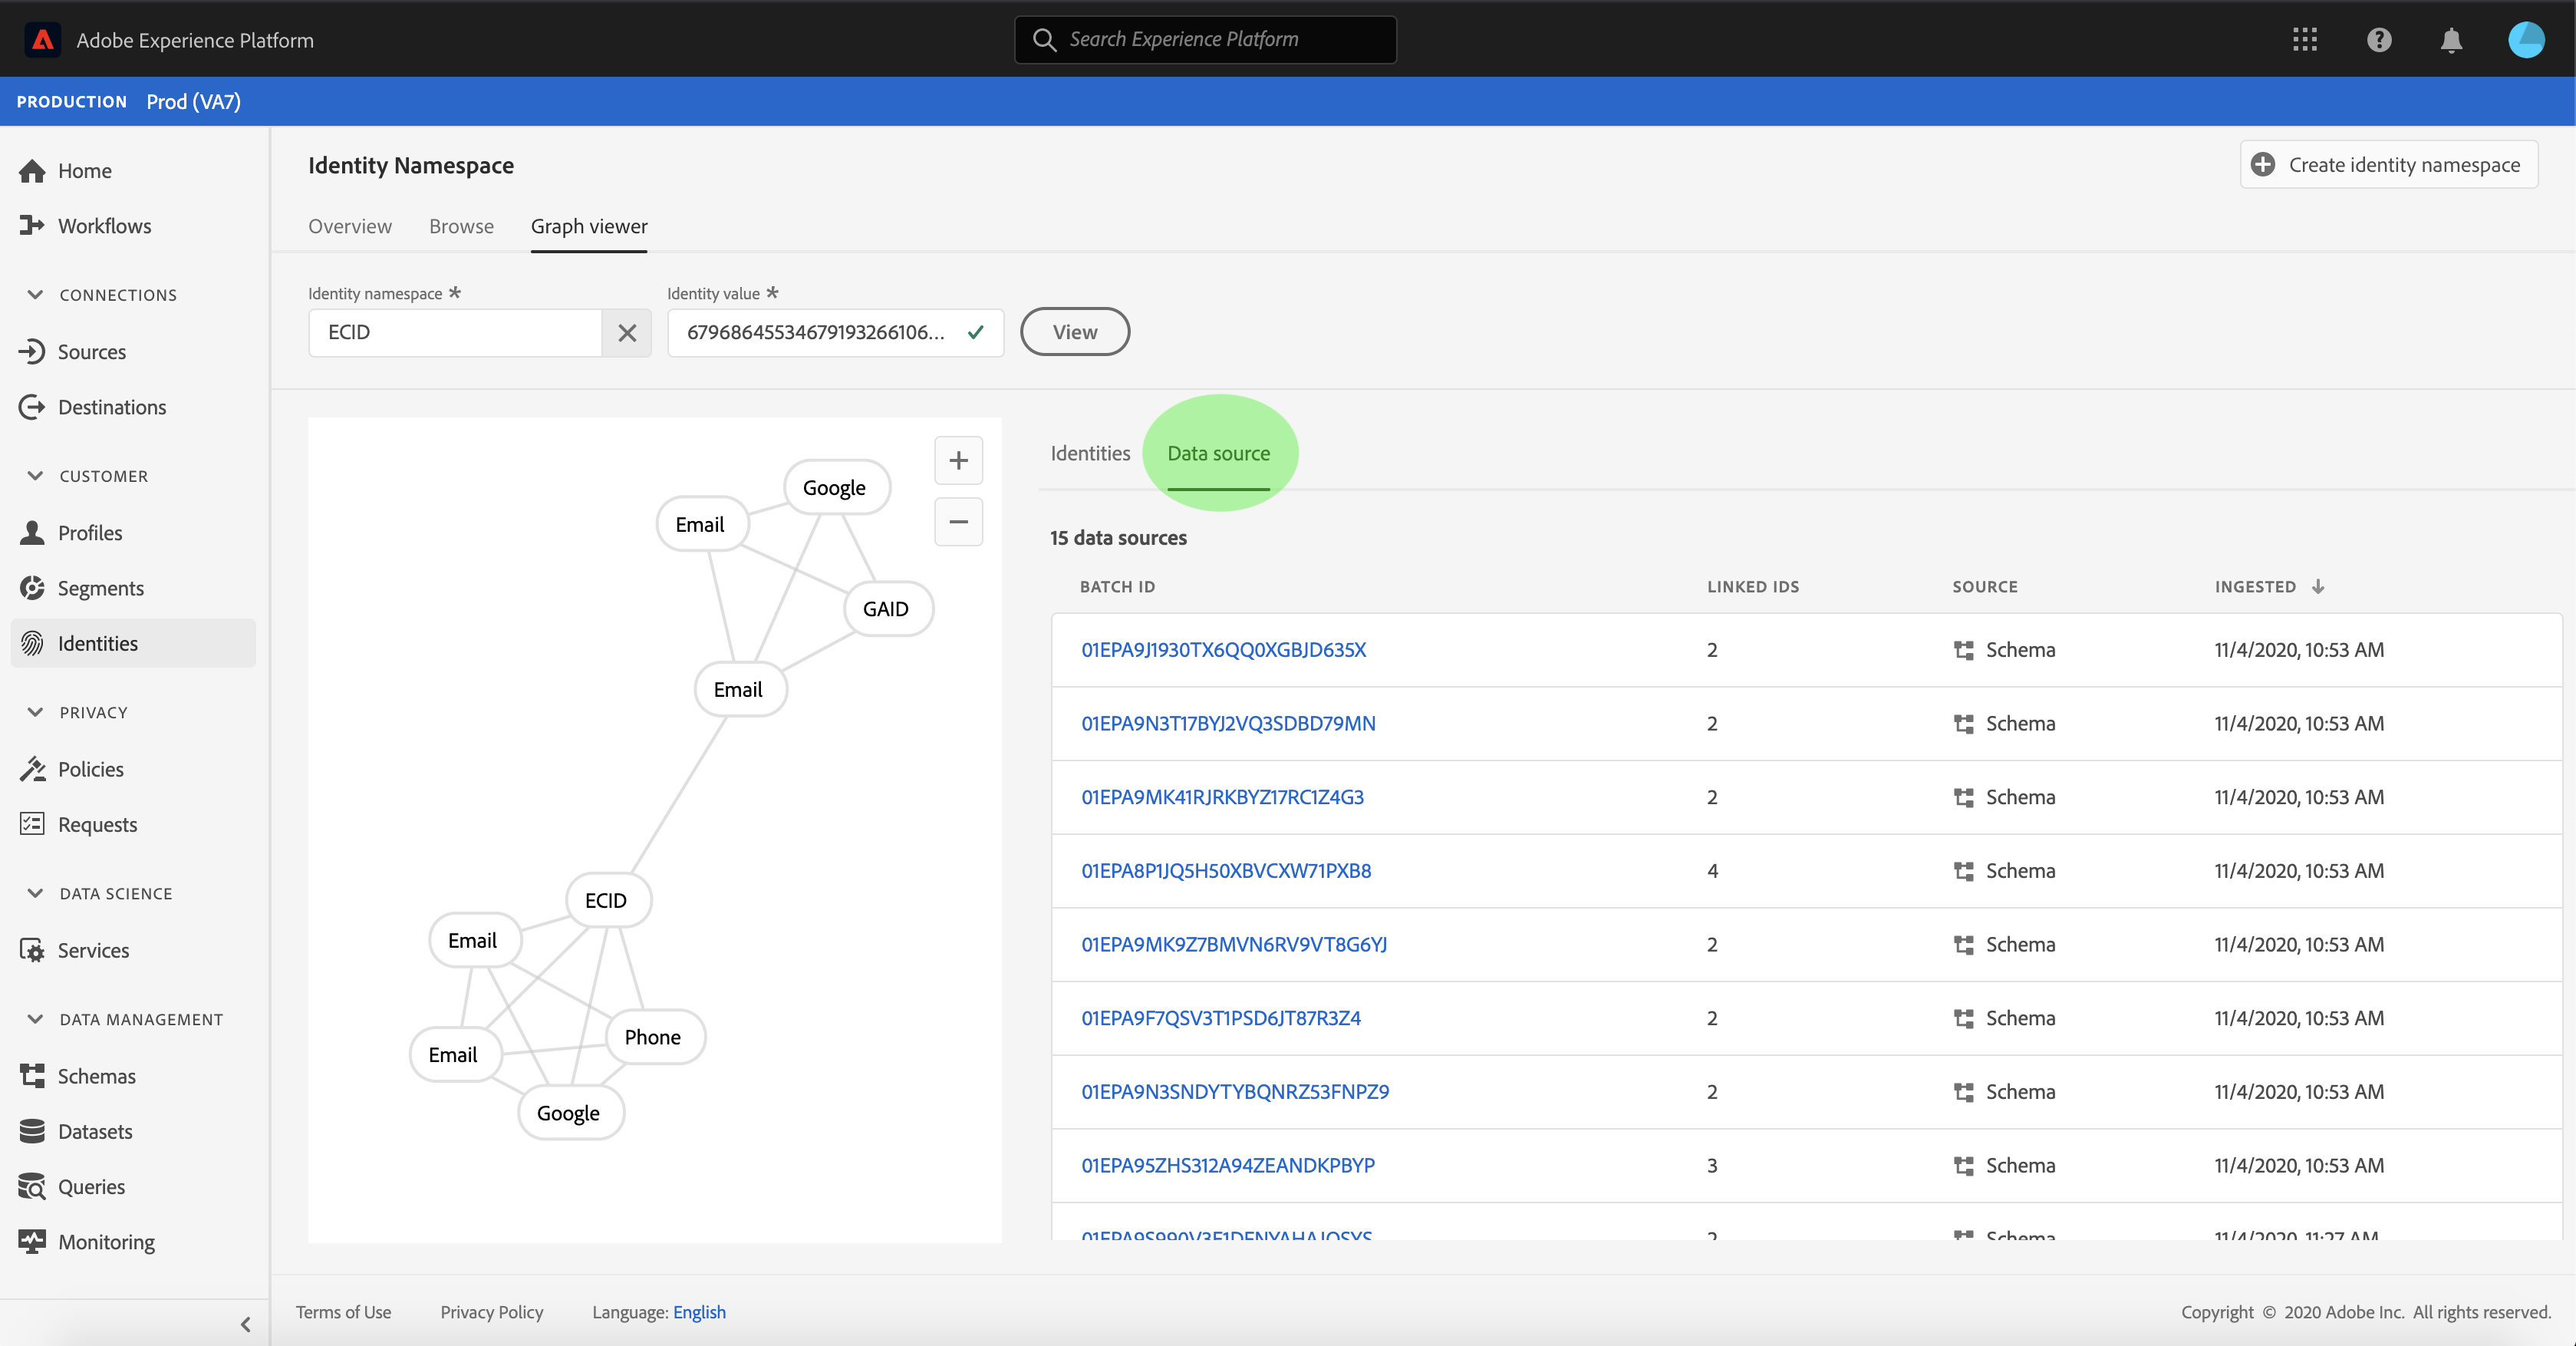 Adobe Experience Platform
Search Experience Platform
PRODUCTION Prod (VA7)
Home
Workflows
CONNECTIONS
Sources
Destinations
CUSTOMER
Profiles
Segments
Identities
PRIVACY
Policies
Requests
DATA SCIENCE
Services
DATA MANAGEMENT
Schemas
Datasets
Queries
Monitoring
Identity Namespace
Create identity namespace
Overview Browse Graph viewer
Identity namespace * Identity value *
ECID 67968645534679193266106... View
Google
Email
GAID
Email
ECID
Email
Phone
Email
Google
Identities Data source
15 data sources
BATCH ID LINKED IDS SOURCE INGESTED
01EPA9J1930TX6QQ0XGBJD635X 2 Schema 11/4/2020, 10:53 AM
01EPA9N3T17BYJ2VQ3SDBD79MN 2 Schema 11/4/2020, 10:53 AM
01EPA9MK41RJRKBYZ17RC1Z4G3 2 Schema 11/4/2020, 10:53 AM
01EPA8P1JQ5H50XBVCXW71PXB8 4 Schema 11/4/2020, 10:53 AM
01EPA9MK9Z7BMVN6RV9VT8G6YJ 2 Schema 11/4/2020, 10:53 AM
01EPA9F7QSV3T1PSD6JT87R3Z4 2 Schema 11/4/2020, 10:53 AM
01EPA9N3SNDYTYBQNRZ53FNPZ9 2 Schema 11/4/2020, 10:53 AM
01EPA95ZHS312A94ZEANDKPBYP 3 Schema 11/4/2020, 10:53 AM
2 Schema 11/4/2020, 11:27 AM
Terms of Use Privacy Policy Language: English
Copyright © 2020 Adobe Inc. All rights reserved.